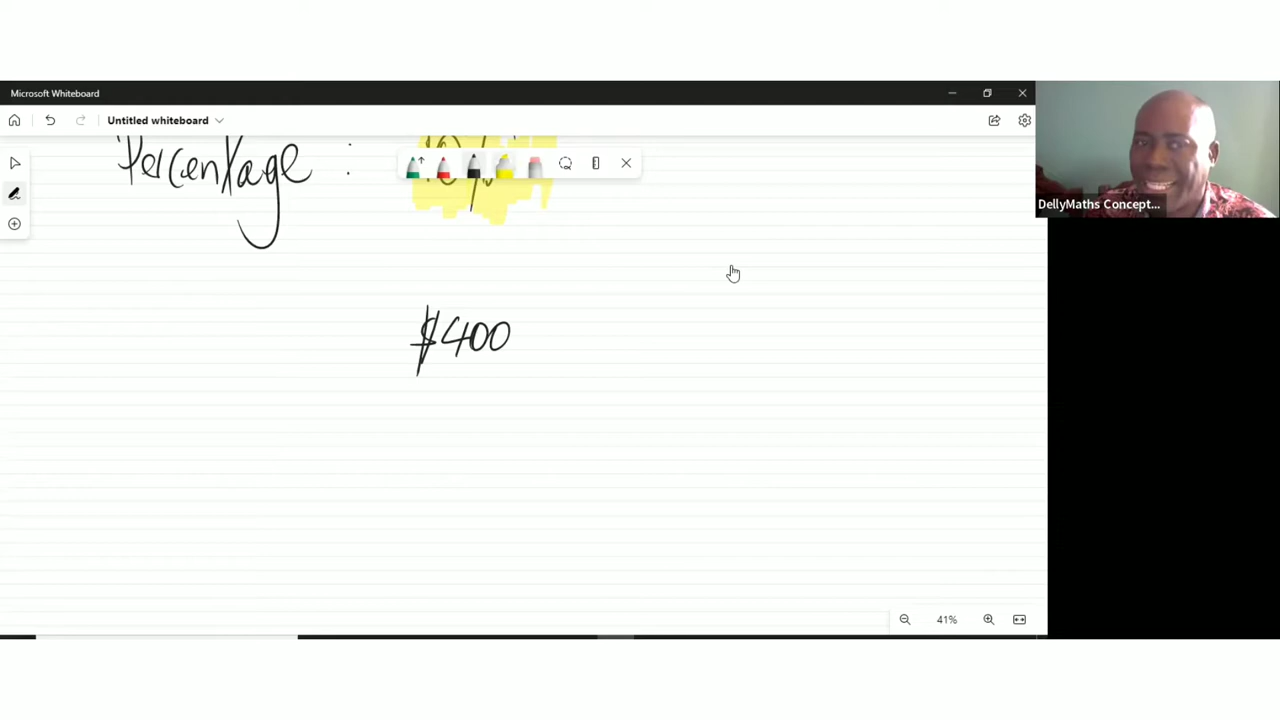 Microsoft Whiteboard
Untitled whiteboard
Percentage :
DellyMaths Concept...
$400
41%